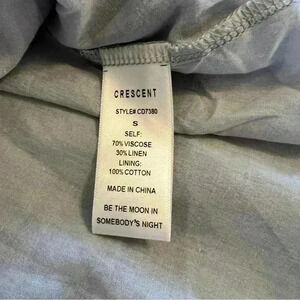 CRESCENT
STYLE# CD7380
S
SELF:
70% VISCOSE
30% LINEN
LINING:
100% COTTON
MADE IN CHINA
BE THE MOON IN
SOMEBODY'S NIGHT